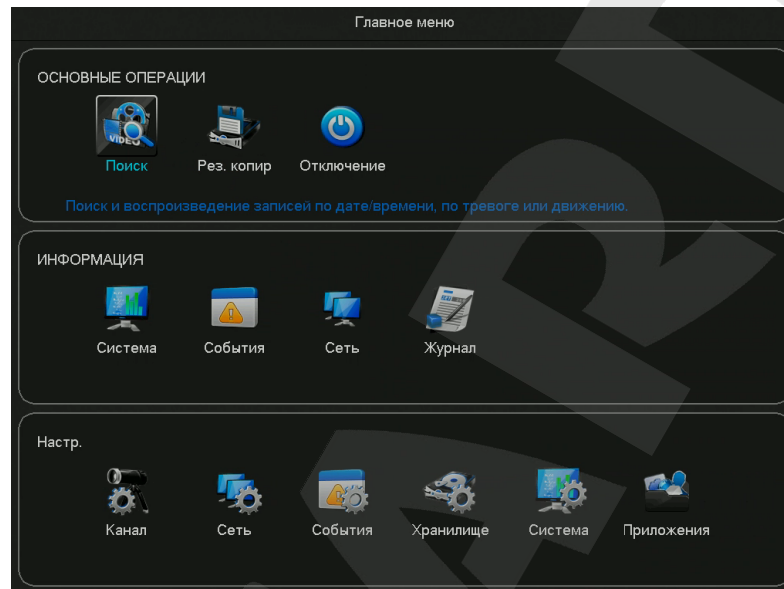 Главное меню
ОСНОВНЫЕ ОПЕРАЦИИ
VIDEO
Поиск Рез. копир Отключение
Поиск и воспроизведение записей по дате/времени, по тревоге или движению.
ИНФОРМАЦИЯ
Система События Сеть Журнал
Настр.
Канал Сеть События Хранилище Система Приложения